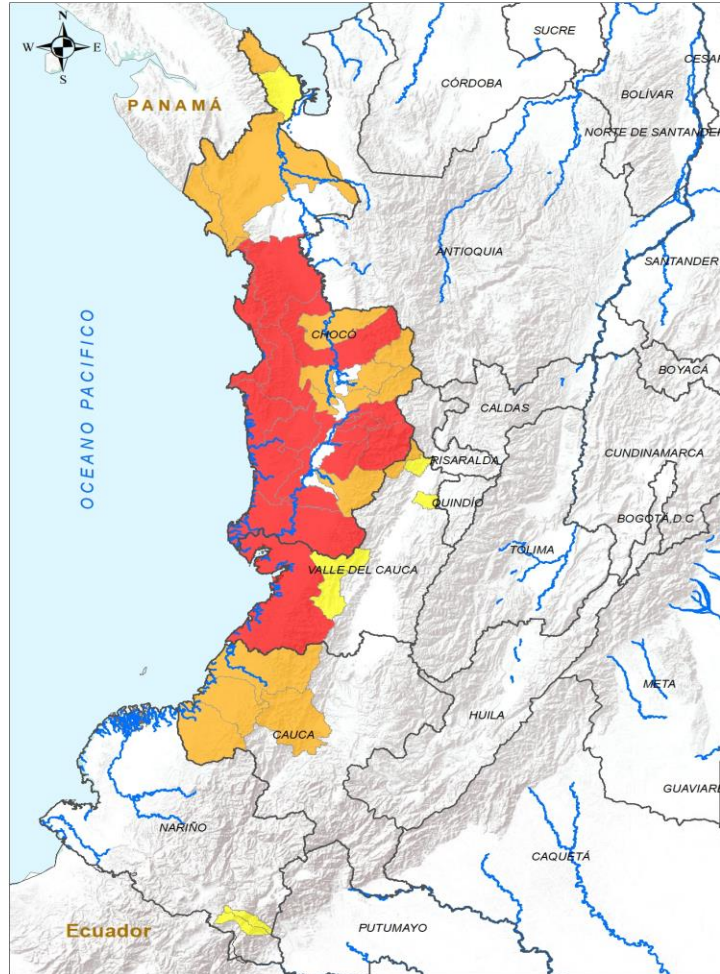 N
W E
S
SUCRE
CESAR
CÓRDOBA
BOLÍVAR
PANAMÁ
NORTE DE SANTANDER
ANTIOQUIA
SANTANDER
OCEANO PACIFICO
CHOCÓ
BOYACÁ
CALDAS
CUNDINAMARCA
RISARALDA
QUINDÍO
BOGOTÁ,D.C
TOLIMA
VALLE DEL CAUCA
META
HUILA
CAUCA
GUAVIARE
NARIÑO
CAQUETÁ
Ecuador
PUTUMAYO